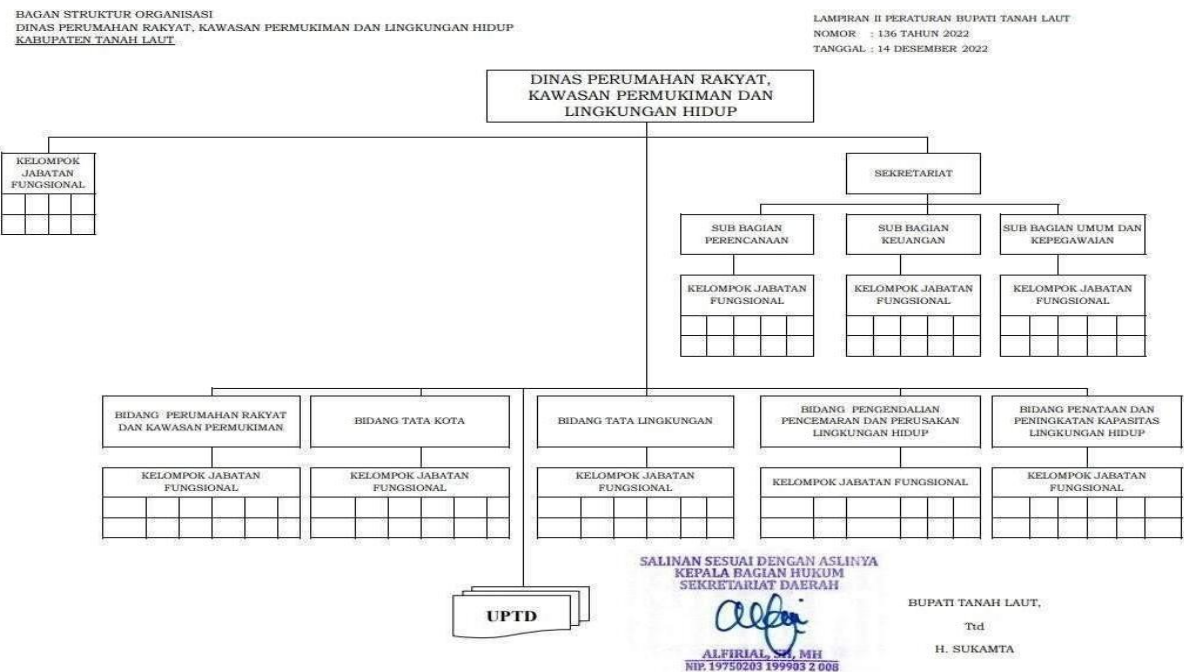 BAGAN STRUKTUR ORGANISASI
DINAS PERUMAHAN RAKYAT, KAWASAN PERMUKIMAN DAN LINGKUNGAN HIDUP
KABUPATEN TANAH LAUT
LAMPIRAN II PERATURAN BUPATI TANAH LAUT
NOMOR : 136 TAHUN 2022
TANGGAL : 14 DESEMBER 2022
DINAS PERUMAHAN RAKYAT,
KAWASAN PERMUKIMAN DAN
LINGKUNGAN HIDUP
KELOMPOK
JABATAN
FUNGSIONAL
SEKRETARIAT
SUB BAGIAN
PERENCANAAN
SUB BAGIAN
KEUANGAN
SUB BAGIAN UMUM DAN
KEPEGAWAIAN
KELOMPOK JABATAN
FUNGSIONAL
KELOMPOK JABATAN
FUNGSIONAL
KELOMPOK JABATAN
FUNGSIONAL
BIDANG PERUMAHAN RAKYAT
DAN KAWASAN PERMUKIMAN
BIDANG TATA KOTA
BIDANG TATA LINGKUNGAN
BIDANG PENGENDALIAN
PENCEMARAN DAN PERUSAKAN
LINGKUNGAN HIDUP
BIDANG PENATAAN DAN
PENINGKATAN KAPASITAS
LINGKUNGAN HIDUP
KELOMPOK JABATAN
FUNGSIONAL
KELOMPOK JABATAN
FUNGSIONAL
KELOMPOK JABATAN
FUNGSIONAL
KELOMPOK JABATAN FUNGSIONAL
KELOMPOK JABATAN
FUNGSIONAL
UPTD
SALINAN SESUAI DENGAN ASLINYA
KEPALA BAGIAN HUKUM
SEKRETARIAT DAERAH
ALFIRIAL, SH, MH
NIP. 19750203 199903 2 008
BUPATI TANAH LAUT,
Ttd
H. SUKAMTA